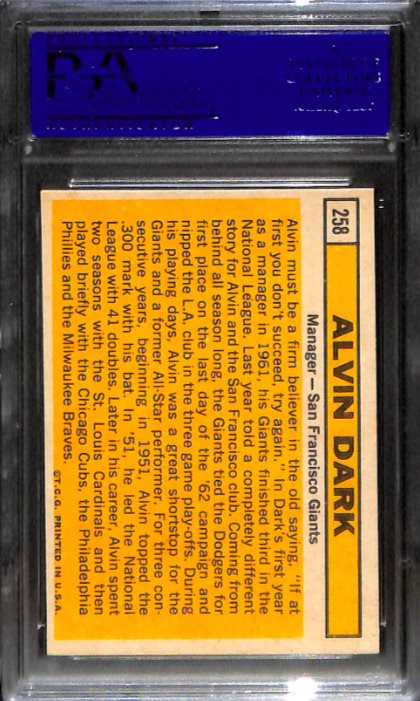 PSA
A
DIVISION OF
COLLECTORS
UNIVERSE
258
ALVIN DARK
Manager — San Francisco Giants
Alvin must be a firm believer in the old saying, "If at
first you don't succeed, try again." In Dark's first year
as a manager in 1961, his Giants finished third in the
National League. Last year told a completely different
story for Alvin and the San Francisco club. Coming from
behind all season long, the Giants tied the Dodgers for
first place on the last day of the '62 campaign and
nipped the L.A. club in the three game play-offs. During
his playing days, Alvin was a great shortstop for the
Giants and a former All-Star performer. For three con-
secutive years, beginning in 1951, Alvin topped the
.300 mark with his bat. In '51, he led the National
League with 41 doubles. Later in his career, Alvin spent
two seasons with the St. Louis Cardinals and then
played briefly with the Chicago Cubs, the Philadelphia
Phillies and the Milwaukee Braves.
©T.C.G. PRINTED IN U.S.A.